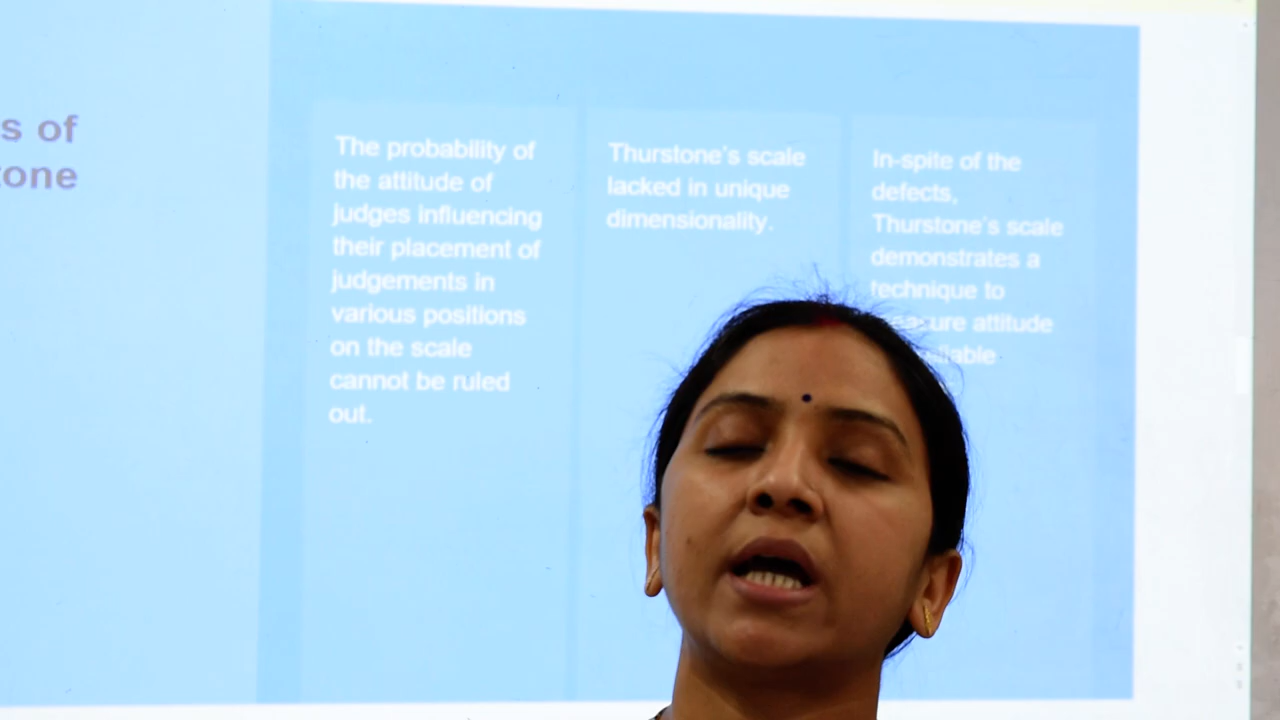 s of
tone
The probability of
the attitude of
judges influencing
their placement of
judgements in
various positions
on the scale
cannot be ruled
out.
Thurstone's scale
lacked in unique
dimensionality.
In-spite of the
defects,
Thurstone's scale
demonstrates a
technique to
attitude